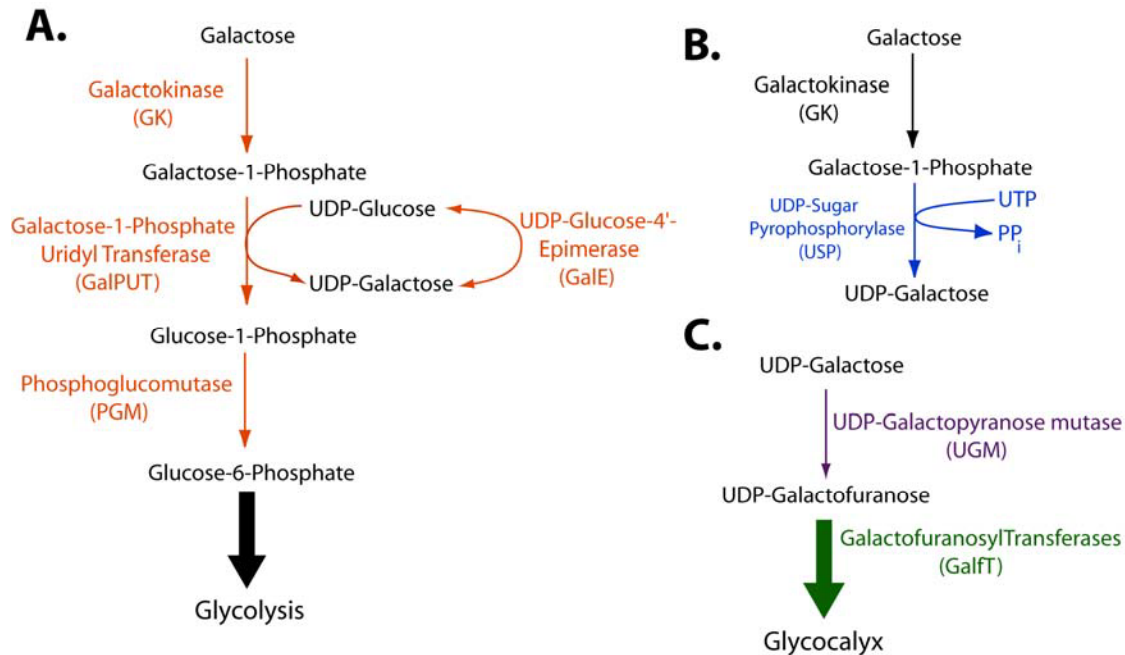 A.
Galactose
Galactokinase
(GK)
Galactose-1-Phosphate
Galactose-1-Phosphate
Uridyl Transferase
(GalPUT)
UDP-Glucose
UDP-Galactose
UDP-Glucose-4'-
Epimerase
(GalE)
Glucose-1-Phosphate
Phosphoglucomutase
(PGM)
Glucose-6-Phosphate
Glycolysis
B.
Galactose
Galactokinase
(GK)
Galactose-1-Phosphate
UDP-Sugar
Pyrophosphorylase
(USP)
UTP
PPi
UDP-Galactose
C.
UDP-Galactose
UDP-Galactopyranose mutase
(UGM)
UDP-Galactofuranose
GalactofuranosylTransferases
(GalfT)
Glycocalyx